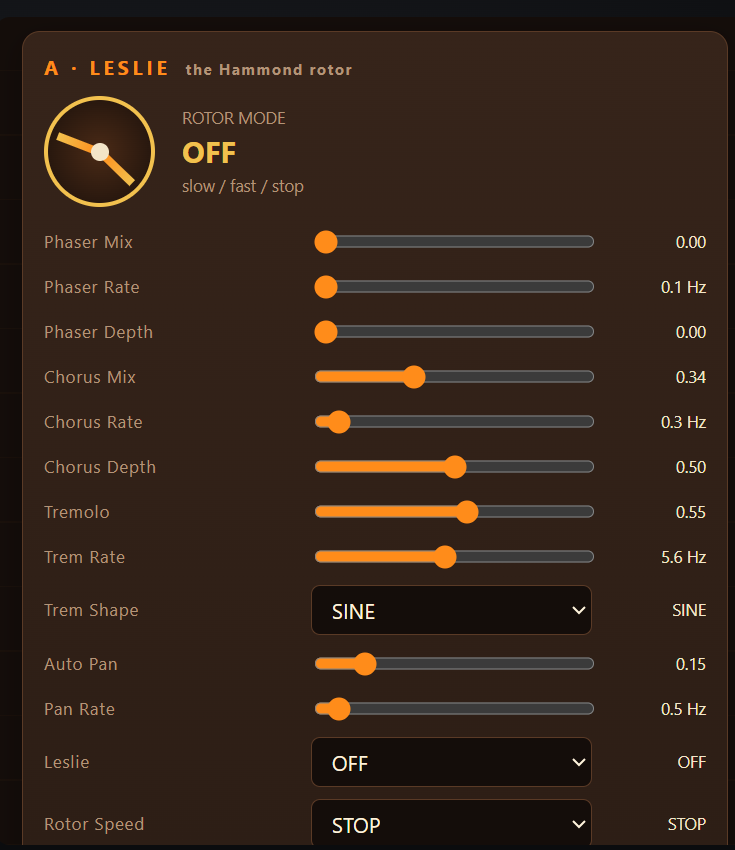 A · LESLIE the Hammond rotor
ROTOR MODE
OFF
slow / fast / stop
Phaser Mix 0.00
Phaser Rate 0.1 Hz
Phaser Depth 0.00
Chorus Mix 0.34
Chorus Rate 0.3 Hz
Chorus Depth 0.50
Tremolo 0.55
Trem Rate 5.6 Hz
Trem Shape SINE SINE
Auto Pan 0.15
Pan Rate 0.5 Hz
Leslie OFF OFF
Rotor Speed STOP STOP